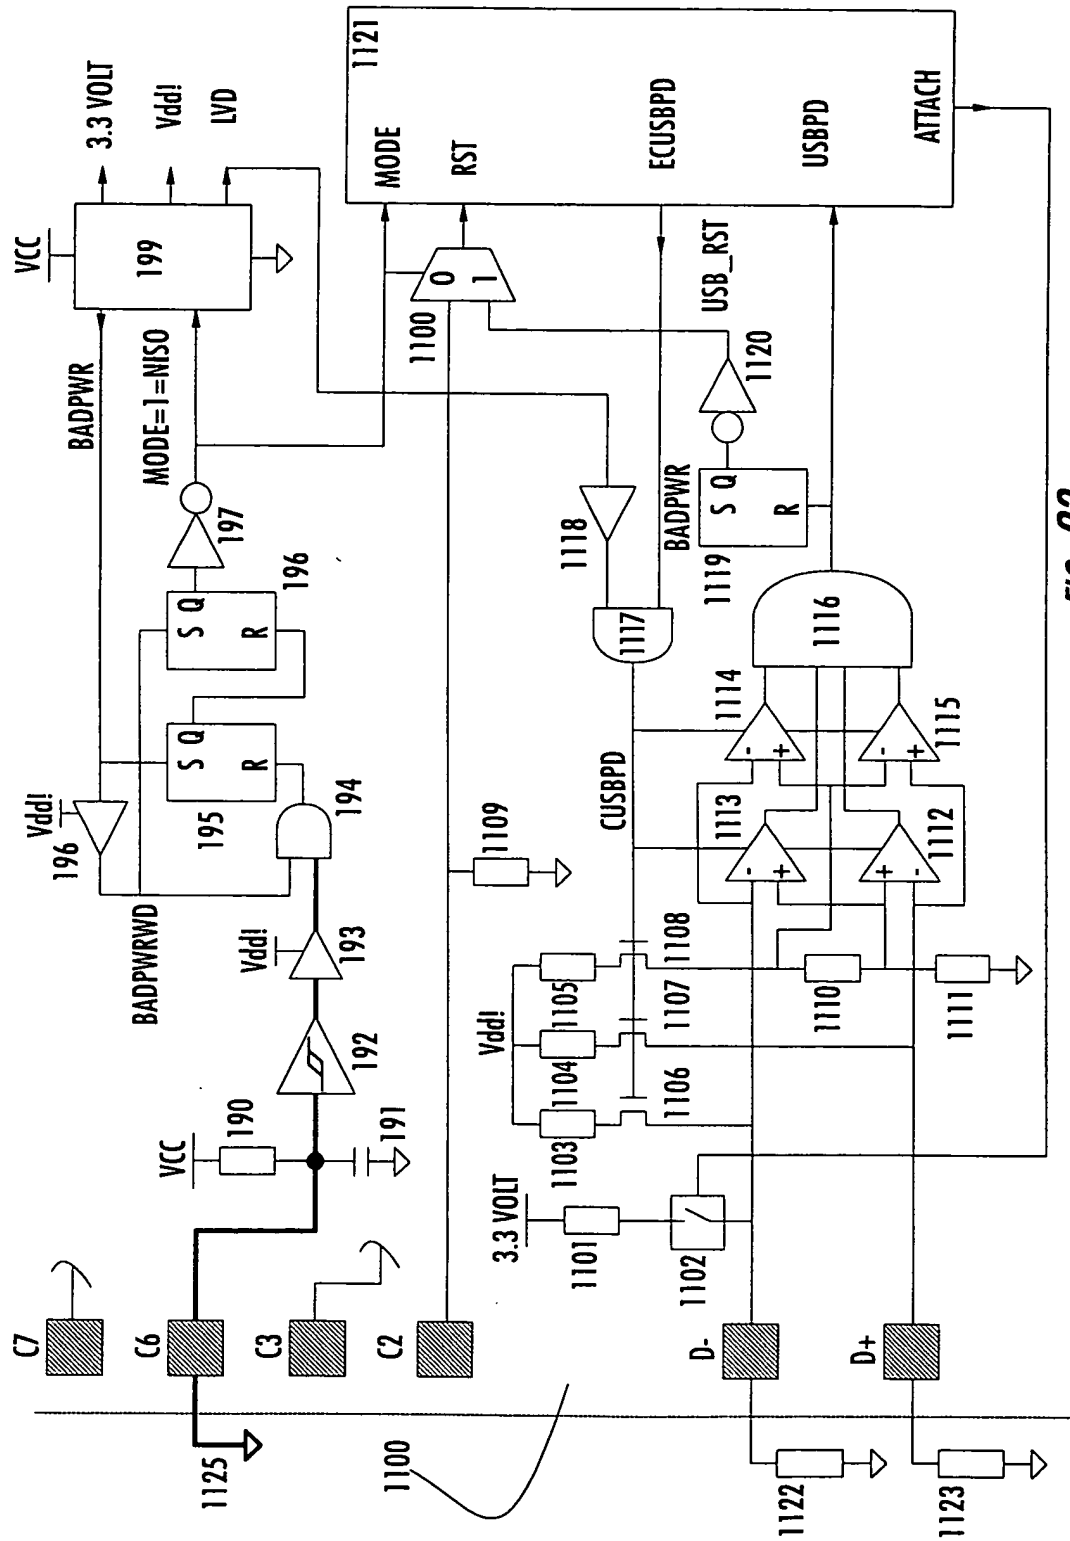 VCC
3.3 VOLT
Vdd!
LVD
199
BADPWR
MODE=1=NISO
1121
MODE
RST
ECUSBPD
USBPD
ATTACH
0
1
1100
USB_RST
1120
BADPWR
S Q
R
1119
1118
1117
197
S Q
R
196
S Q
R
195
194
Vdd!
196
BADPWRWD
Vdd!
193
192
VCC
190
191
C7
C6
C3
C2
1125
1100
1109
CUSBPD
1116
1114
1115
1113
1112
-
+
-
+
-
+
+
-
1108
1107
1106
Vdd!
1105
1104
1103
1110
1111
3.3 VOLT
1101
1102
D-
D+
1122
1123